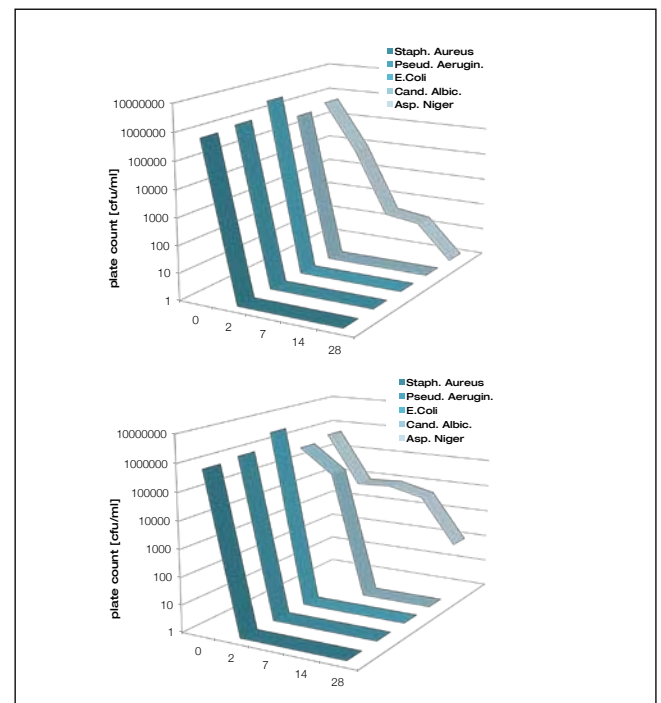 Staph. Aureus
Pseud. Aerugin.
E.Coli
Cand. Albic.
Asp. Niger
10000000
1000000
100000
10000
1000
100
10
1
plate count [cfu/ml]
0
2
7
14
28
Staph. Aureus
Pseud. Aerugin.
E.Coli
Cand. Albic.
Asp. Niger
10000000
1000000
100000
10000
1000
100
10
1
plate count [cfu/ml]
0
2
7
14
28